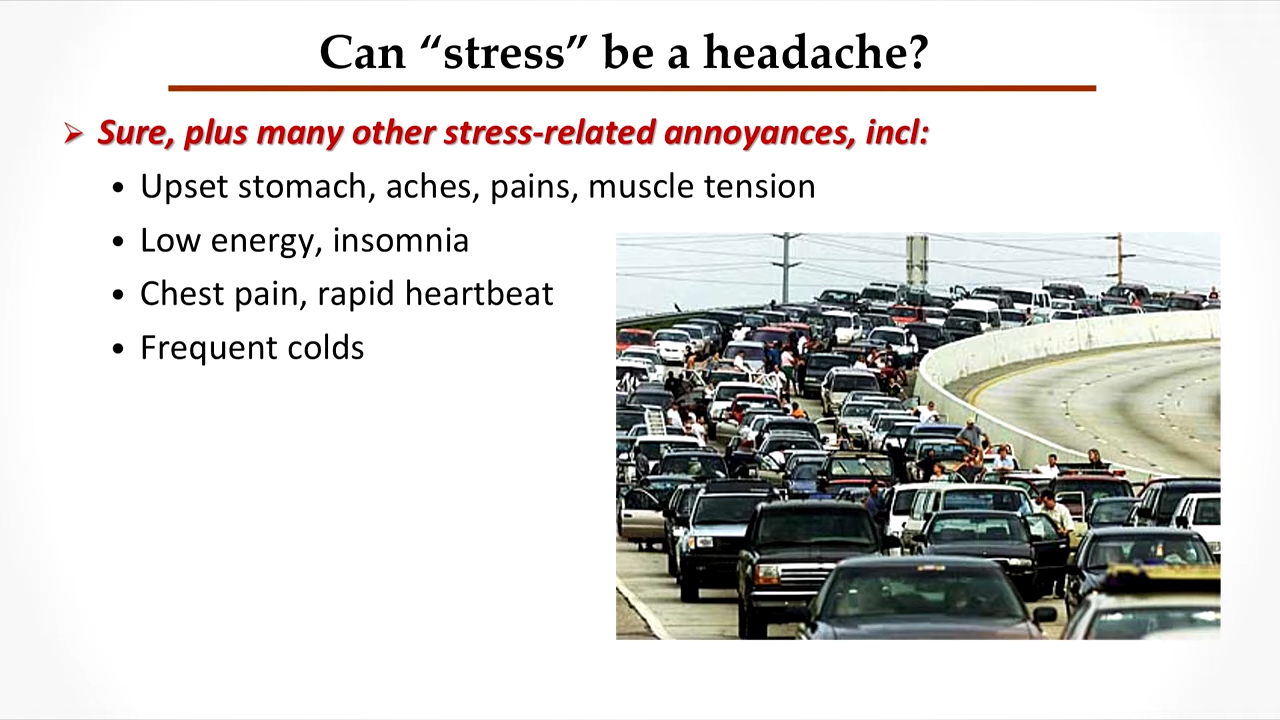 Can “stress” be a headache?
Sure, plus many other stress-related annoyances, incl:
Upset stomach, aches, pains, muscle tension
Low energy, insomnia
Chest pain, rapid heartbeat
Frequent colds